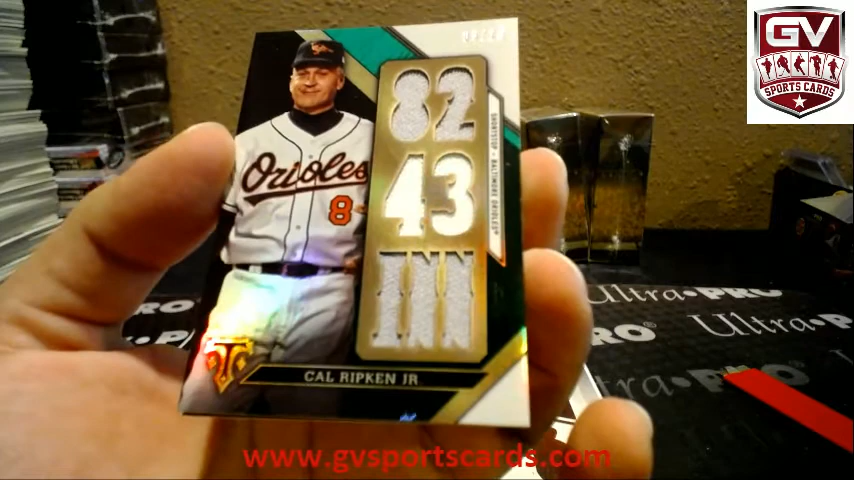 GV
SPORTS CARDS
Orioles
8
82
43
INN
SHORTSTOP • BALTIMORE ORIOLES®
CAL RIPKEN JR.
Ultra•PRO
PRO®
Ultra•PRO
www.gvsportscards.com